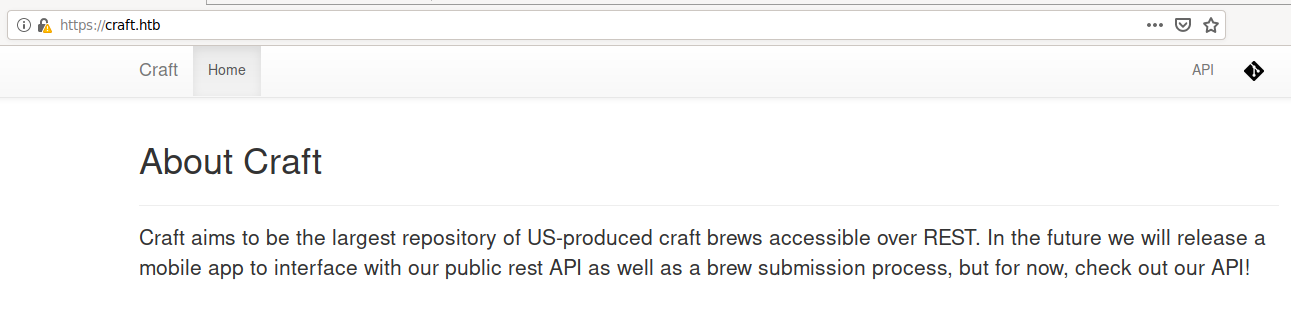 https://craft.htb
Craft Home API
About Craft
Craft aims to be the largest repository of US-produced craft brews accessible over REST. In the future we will release a
mobile app to interface with our public rest API as well as a brew submission process, but for now, check out our API!